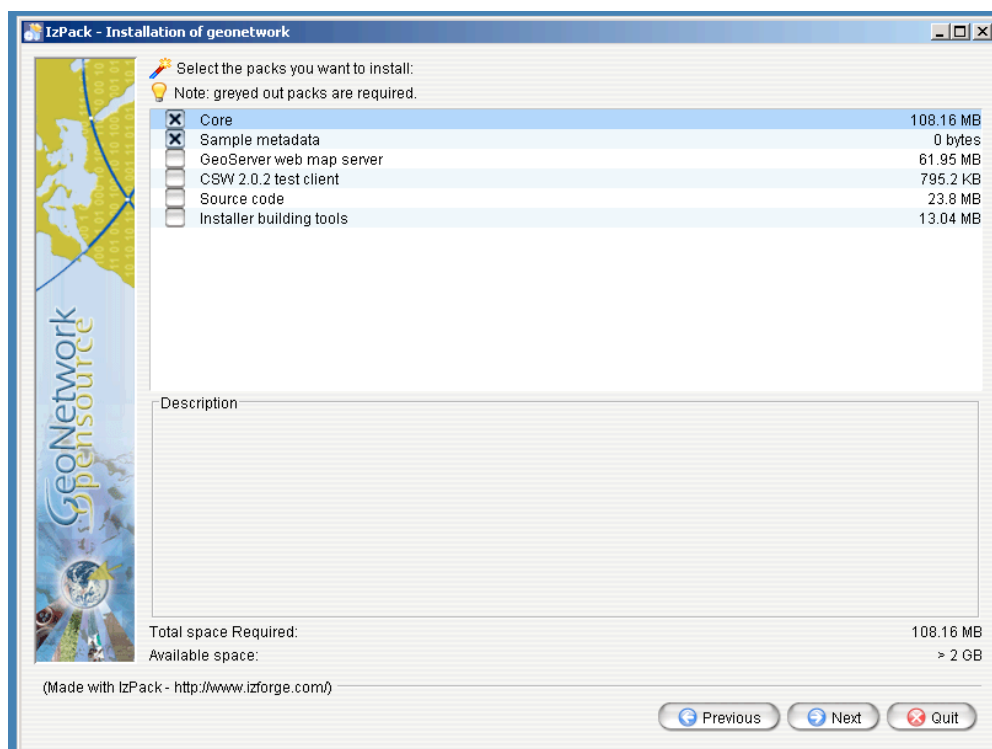 IzPack - Installation of geonetwork
Select the packs you want to install:
Note: greyed out packs are required.
Core 108.16 MB
Sample metadata 0 bytes
GeoServer web map server 61.95 MB
CSW 2.0.2 test client 795.2 KB
Source code 23.8 MB
Installer building tools 13.04 MB
GeoNetwork
Opensource
Description
Total space Required: 108.16 MB
Available space: > 2 GB
(Made with IzPack - http://www.izforge.com/)
Previous Next Quit